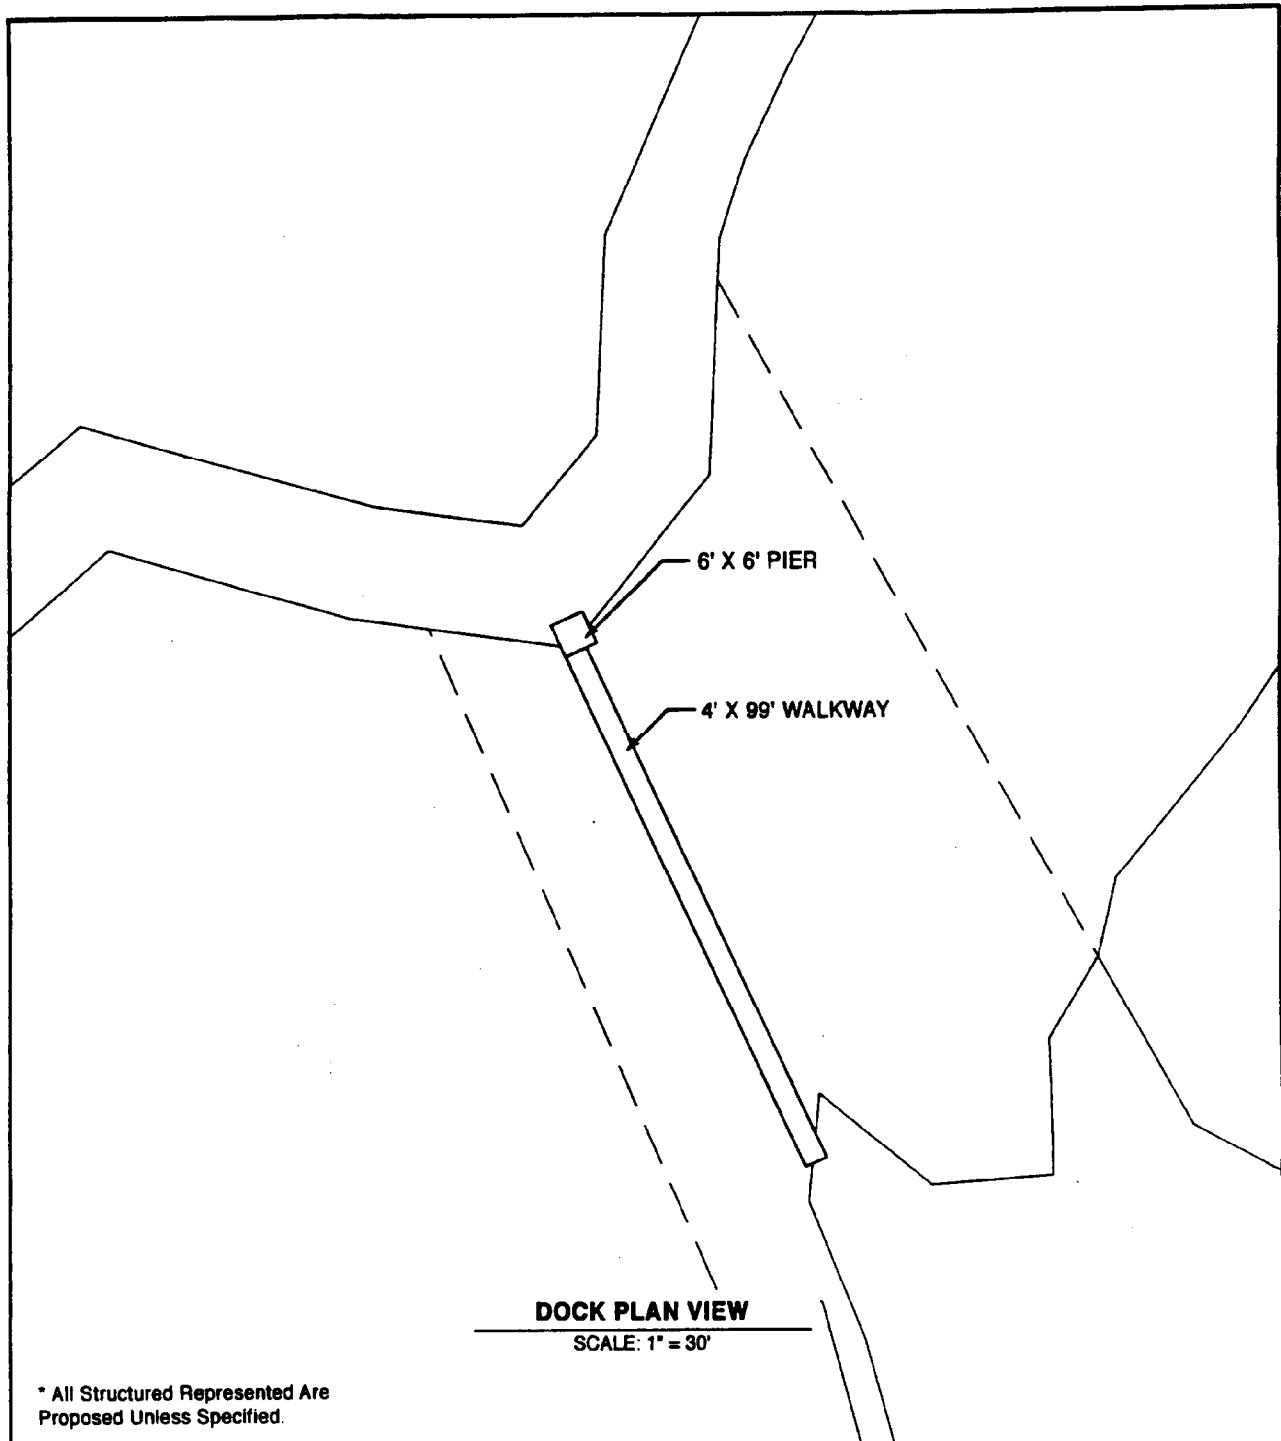 6' X 6' PIER
4' X 99' WALKWAY
DOCK PLAN VIEW
SCALE: 1" = 30'
* All Structured Represented Are
Proposed Unless Specified.